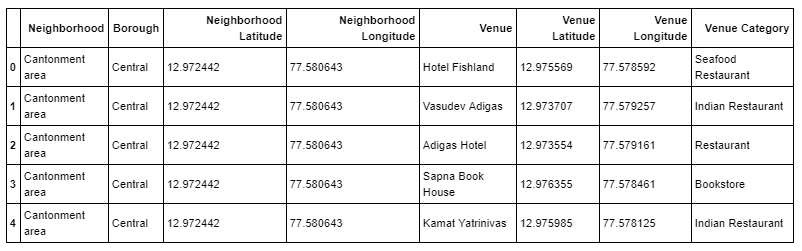 Neighborhood Borough Neighborhood Latitude Neighborhood Longitude Venue Venue Latitude Venue Longitude Venue Category
0 Cantonment area Central 12.972442 77.580643 Hotel Fishland 12.975569 77.578592 Seafood Restaurant
1 Cantonment area Central 12.972442 77.580643 Vasudev Adigas 12.973707 77.579257 Indian Restaurant
2 Cantonment area Central 12.972442 77.580643 Adigas Hotel 12.973554 77.579161 Restaurant
3 Cantonment area Central 12.972442 77.580643 Sapna Book House 12.976355 77.578461 Bookstore
4 Cantonment area Central 12.972442 77.580643 Kamat Yatrinivas 12.975985 77.578125 Indian Restaurant